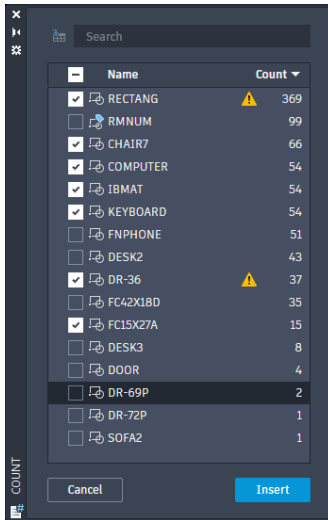 Search
Name Count
RECTANG 369
RMNUM 99
CHAIR7 66
COMPUTER 54
IBMAT 54
KEYBOARD 54
FNPHONE 51
DESK2 43
DR-36 37
FC42X18D 35
FC15X27A 15
DESK3 8
DOOR 4
DR-69P 2
DR-72P 1
SOFA2 1
Cancel Insert
COUNT